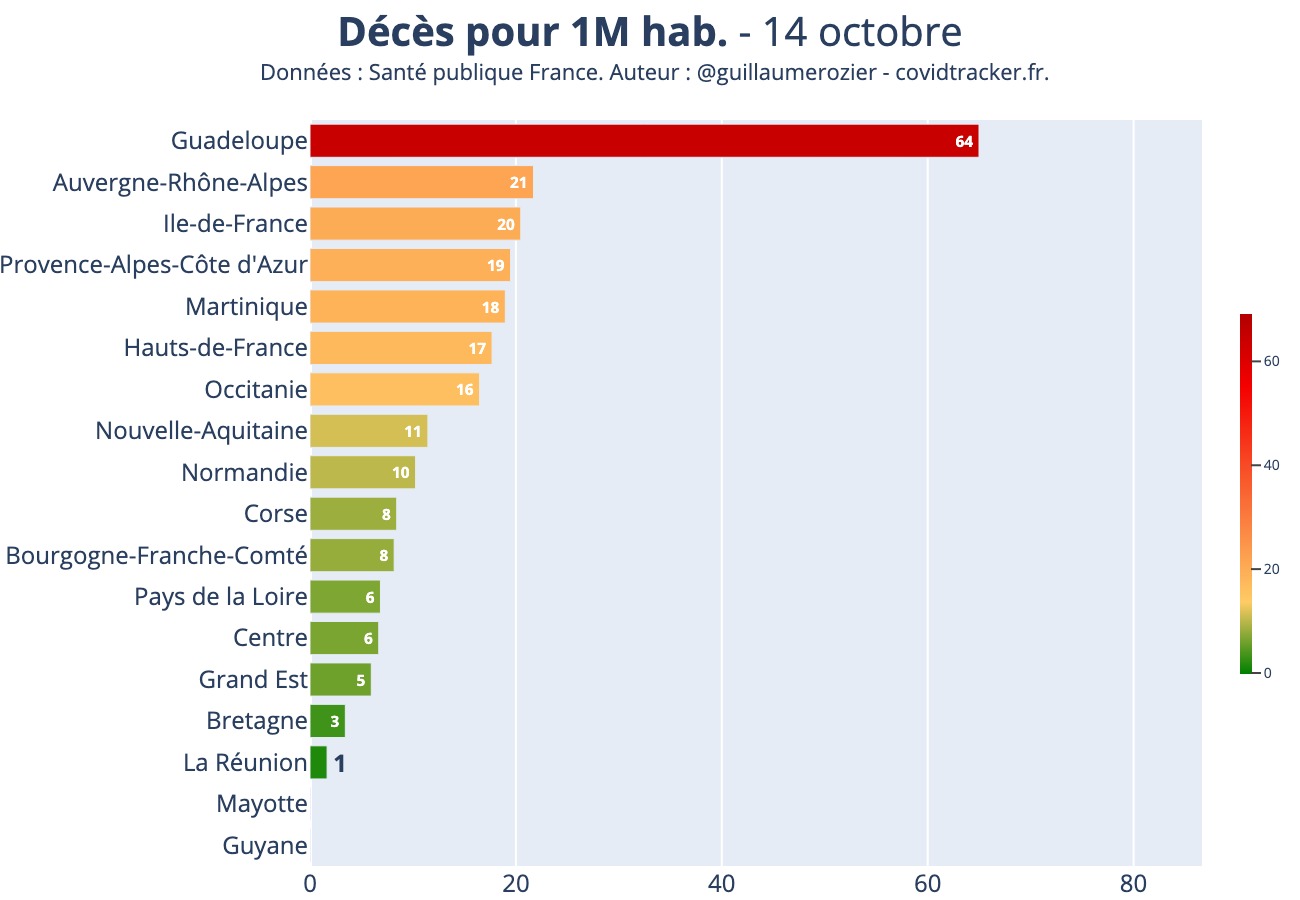 Décès pour 1M hab. - 14 octobre
Données : Santé publique France. Auteur : @guillaumerozier - covidtracker.fr.
Guadeloupe 64
Auvergne-Rhône-Alpes 21
Ile-de-France 20
Provence-Alpes-Côte d'Azur 19
Martinique 18
Hauts-de-France 17
Occitanie 16
Nouvelle-Aquitaine 11
Normandie 10
Corse 8
Bourgogne-Franche-Comté 8
Pays de la Loire 6
Centre 6
Grand Est 5
Bretagne 3
La Réunion 1
Mayotte
Guyane
0 20 40 60 80
60
40
20
0